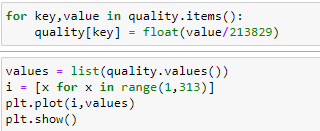 for key,value in quality.items():
    quality[key] = float(value/213829)
values = list(quality.values())
i = [x for x in range(1,313)]
plt.plot(i,values)
plt.show()